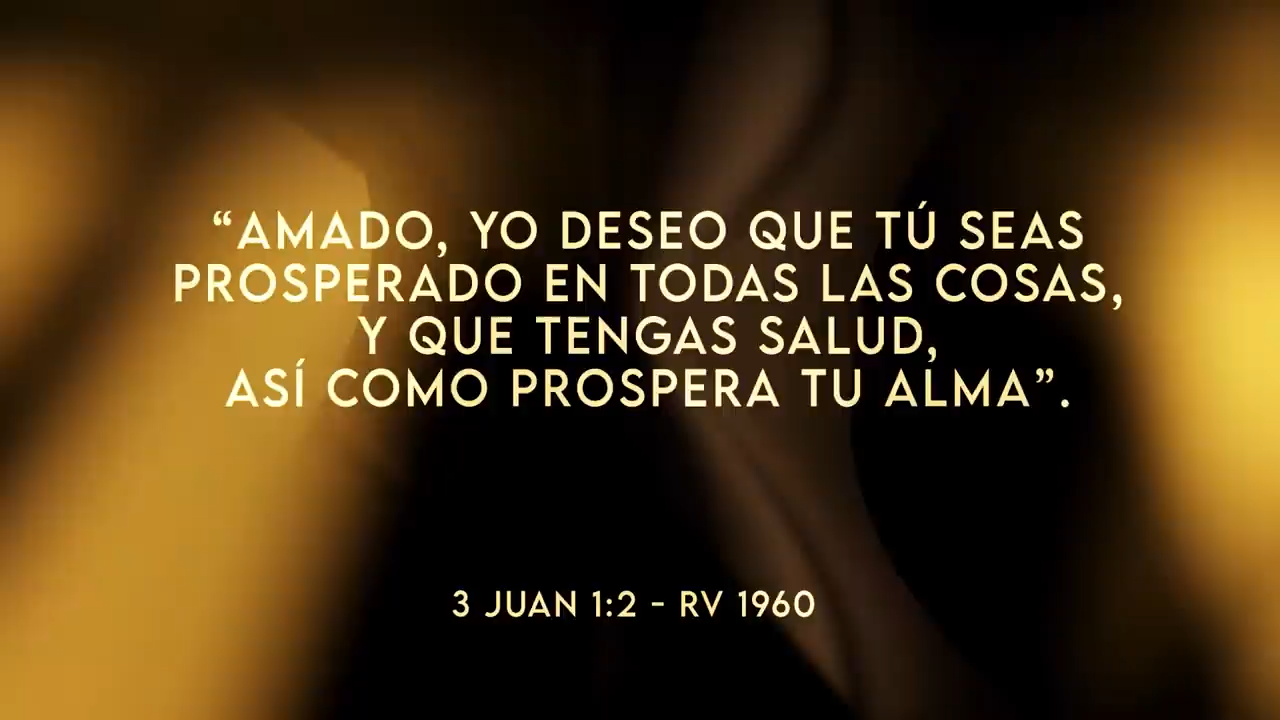 “AMADO, YO DESEO QUE TÚ SEAS
PROSPERADO EN TODAS LAS COSAS,
Y QUE TENGAS SALUD,
ASÍ COMO PROSPERA TU ALMA”.
3 JUAN 1:2 - RV 1960